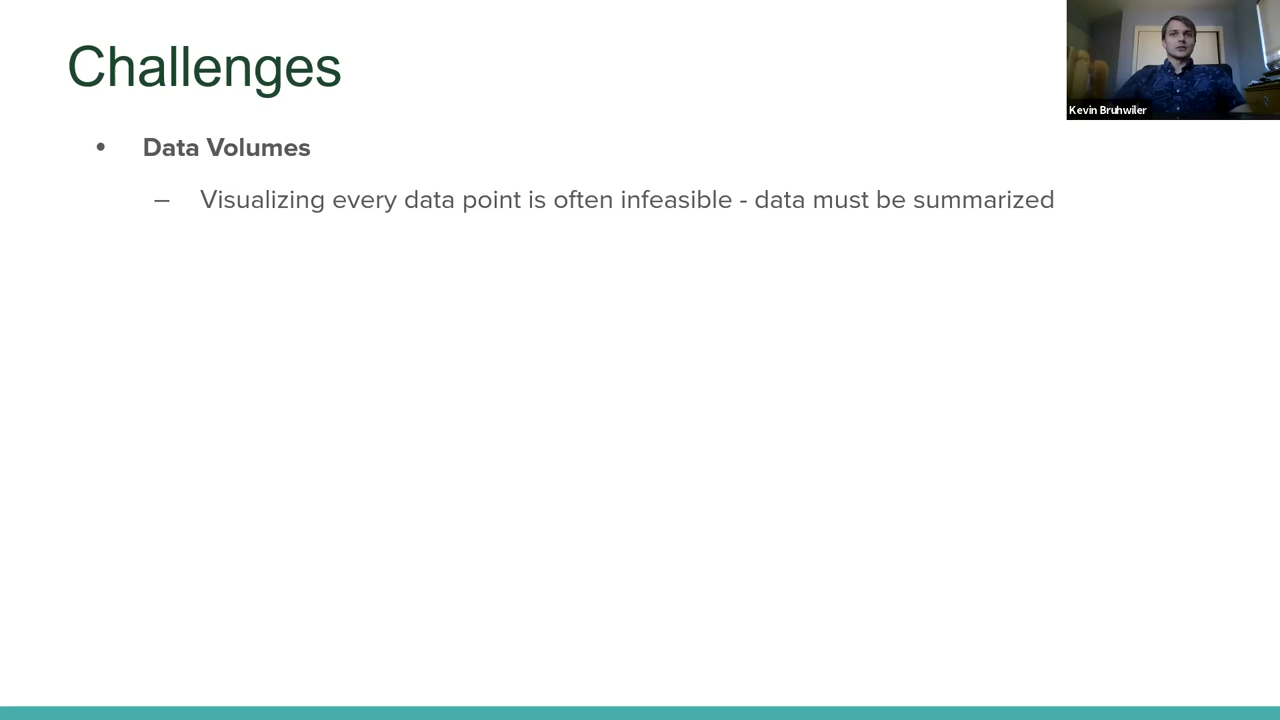 Challenges
• Data Volumes
– Visualizing every data point is often infeasible - data must be summarized
Kevin Bruhwiler